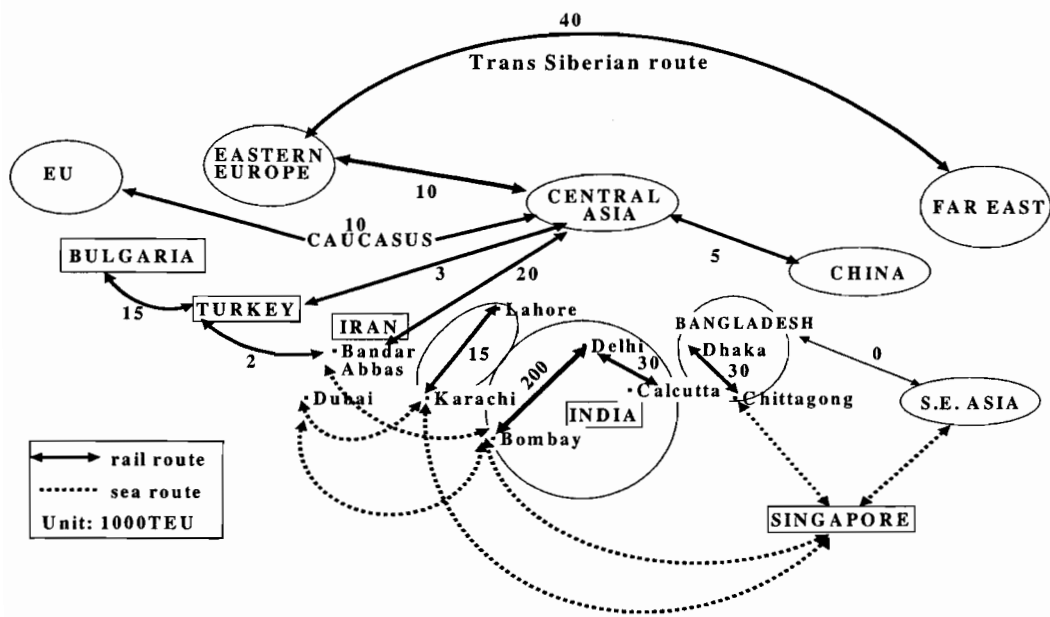 40
Trans Siberian route
EU
EASTERN
EUROPE
10
CENTRAL
ASIA
FAR EAST
10
CAUCASUS
BULGARIA
3
20
5
CHINA
15
TURKEY
IRAN
Lahore
BANGLADESH
2
Bandar
Abbas
15
Delhi
30
Dhaka
30
0
200
Dubai
Karachi
Calcutta
Chittagong
S.E. ASIA
INDIA
Bombay
rail route
sea route
Unit: 1000TEU
SINGAPORE